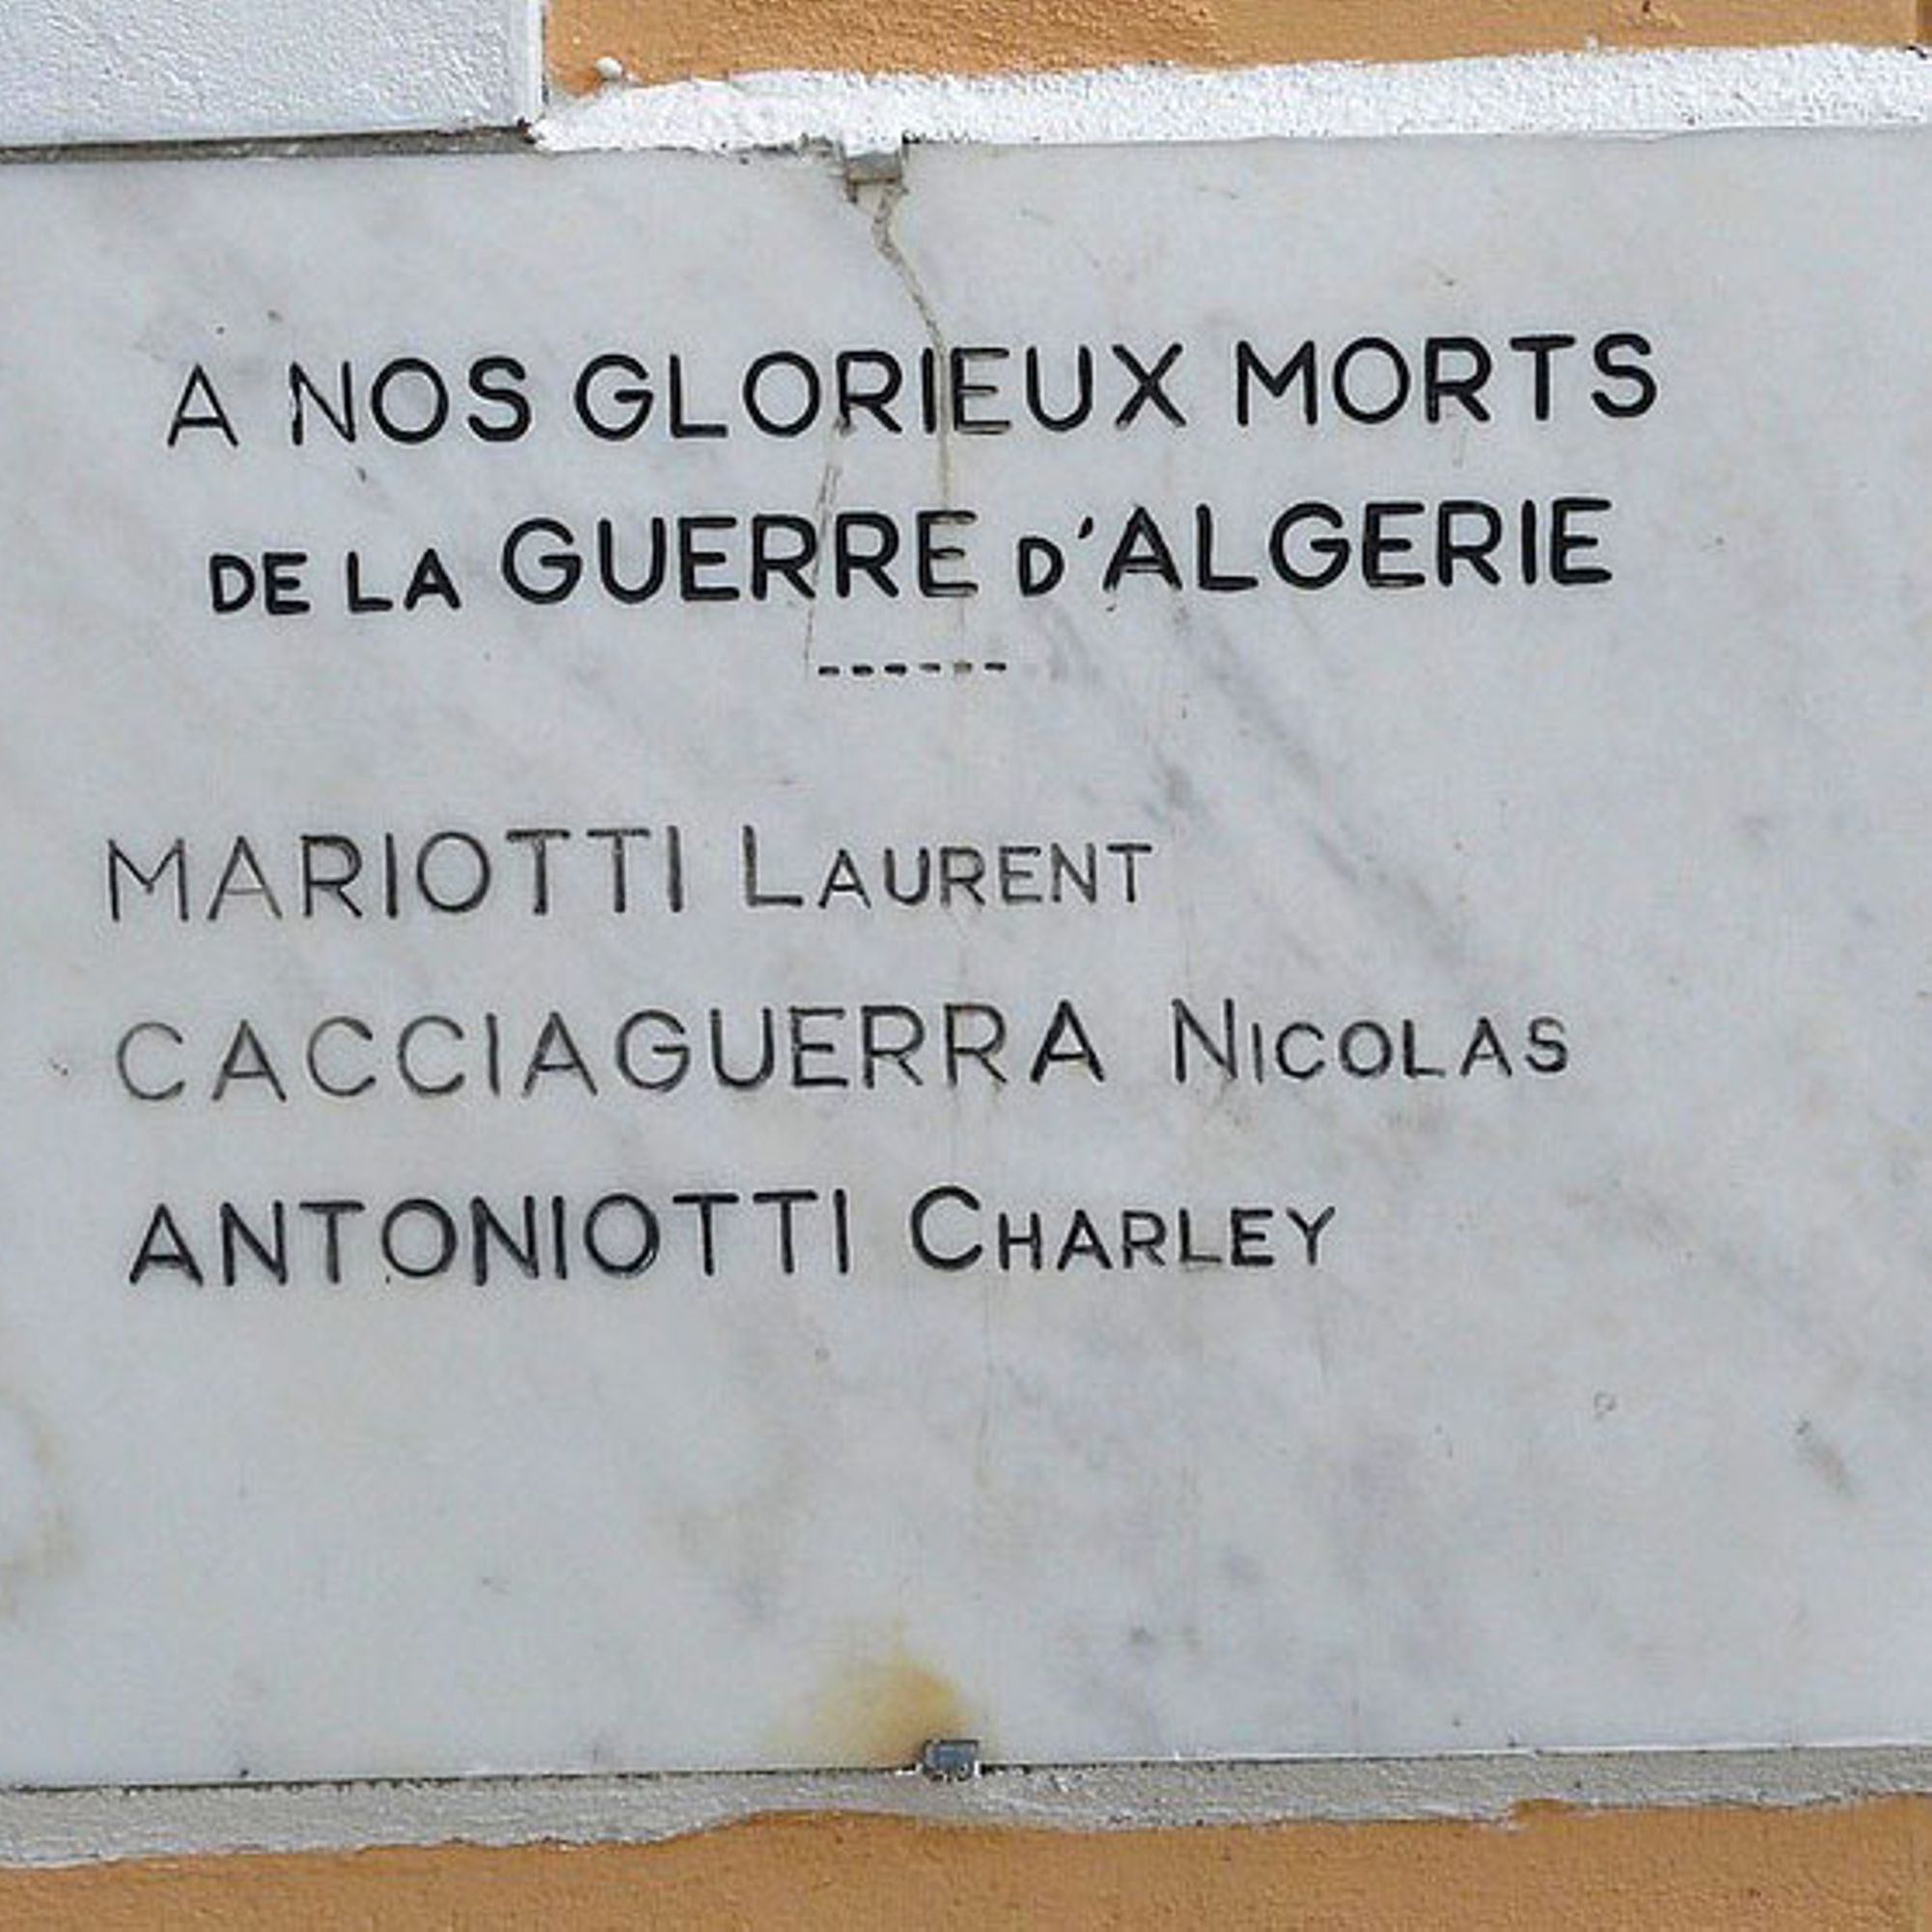 A NOS GLORIEUX MORTS
DE LA GUERRE D'ALGERIE
------
MARIOTTI LAURENT
CACCIAGUERRA NICOLAS
ANTONIOTTI CHARLEY